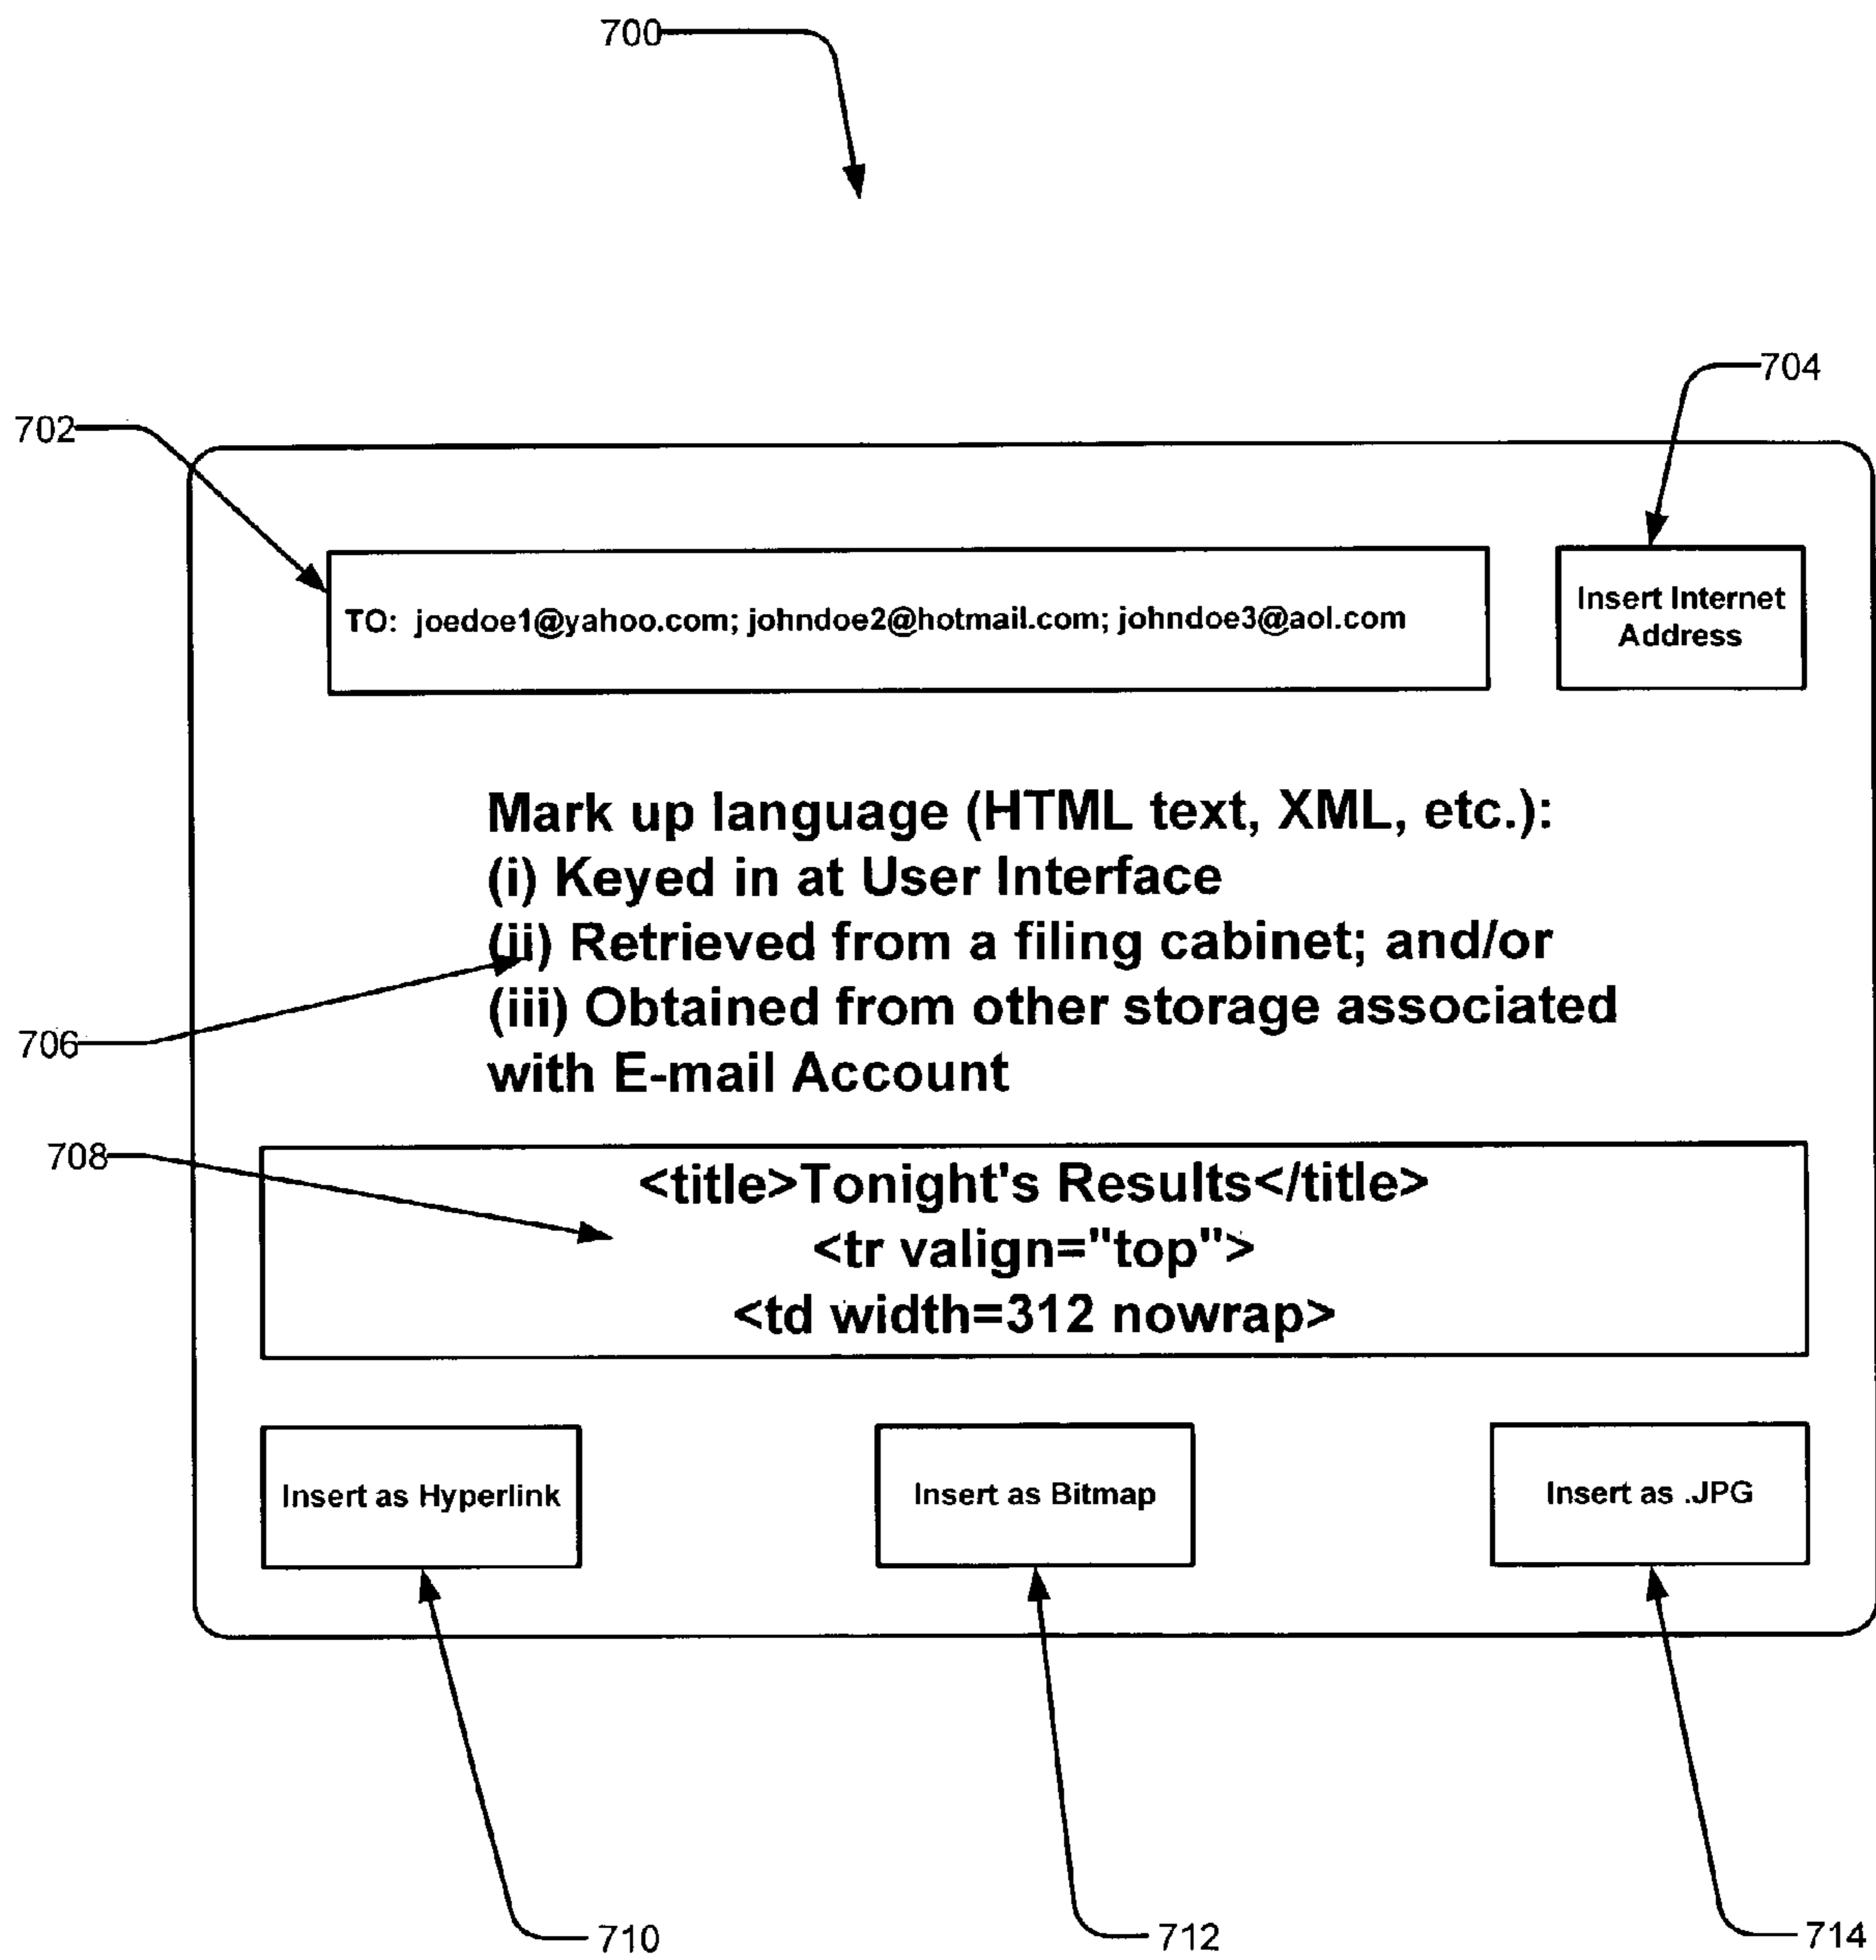 700
704
702
TO: joedoe1@yahoo.com; johndoe2@hotmail.com; johndoe3@aol.com
Insert Internet
Address
Mark up language (HTML text, XML, etc.):
(i) Keyed in at User Interface
(ii) Retrieved from a filing cabinet; and/or
(iii) Obtained from other storage associated
with E-mail Account
706
708
<title>Tonight's Results</title>
<tr valign="top">
<td width=312 nowrap>
Insert as Hyperlink
Insert as Bitmap
Insert as .JPG
710
712
714